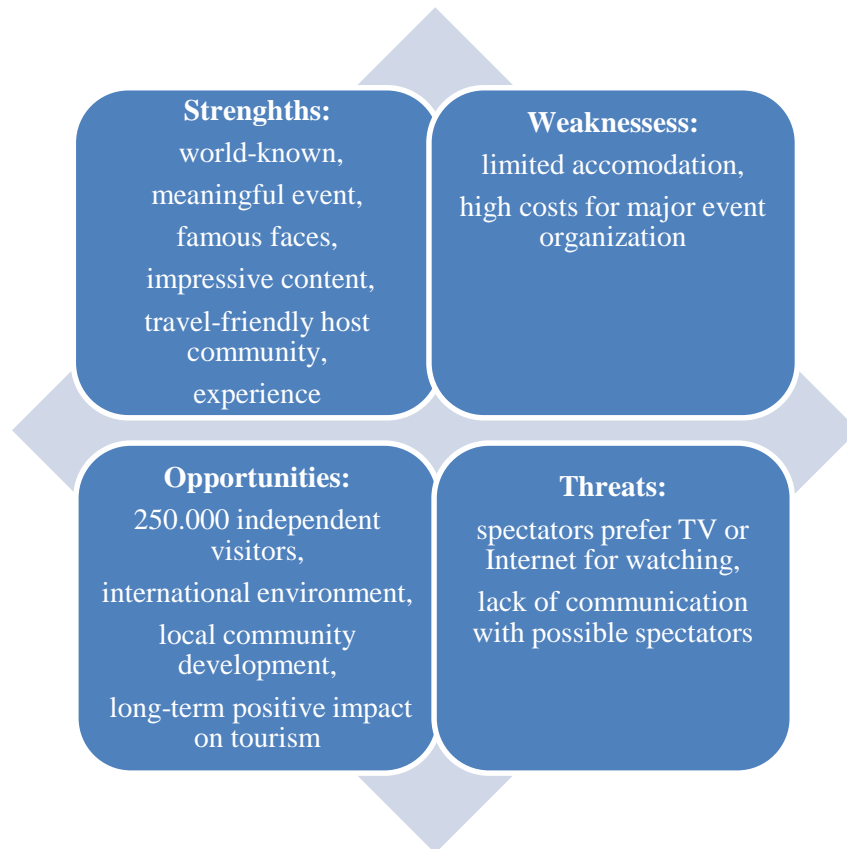 Strenghths:
world-known,
meaningful event,
famous faces,
impressive content,
travel-friendly host
community,
experience
Weaknessess:
limited accomodation,
high costs for major event
organization
Opportunities:
250.000 independent
visitors,
international environment,
local community
development,
long-term positive impact
on tourism
Threats:
spectators prefer TV or
Internet for watching,
lack of communication
with possible spectators